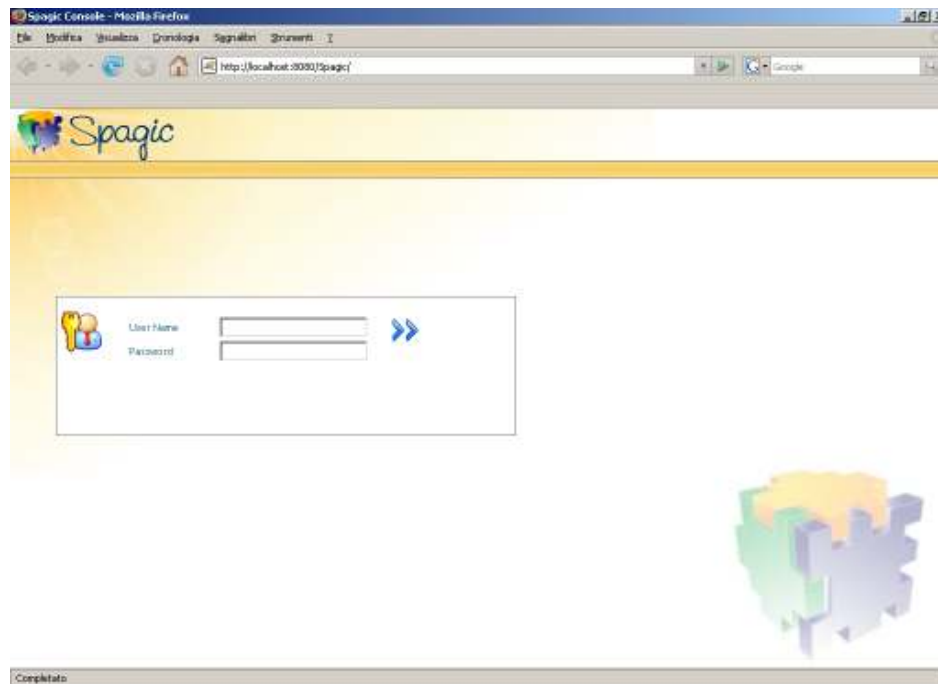 Spagic Console - Mozilla Firefox
File Modifica Visualizza Cronologia Segnalibri Strumenti ?
http://localhost:8080/Spagic/
Google
Spagic
User Name
Password
Completato